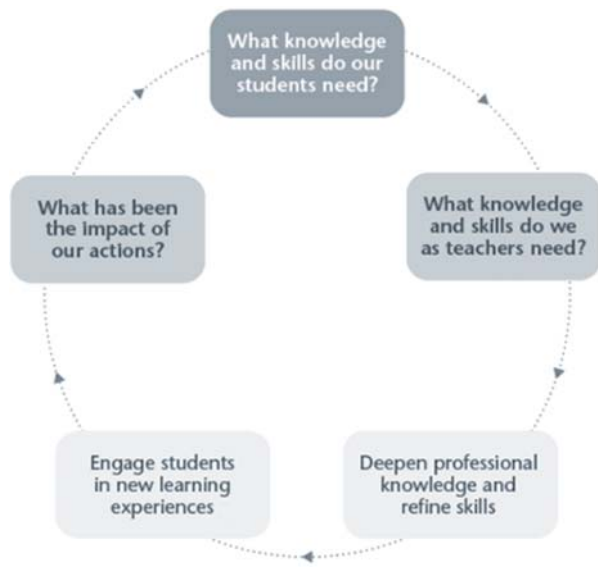 What knowledge
and skills do our
students need?
What knowledge
and skills do we
as teachers need?
Deepen professional
knowledge and
refine skills
Engage students
in new learning
experiences
What has been
the impact of
our actions?